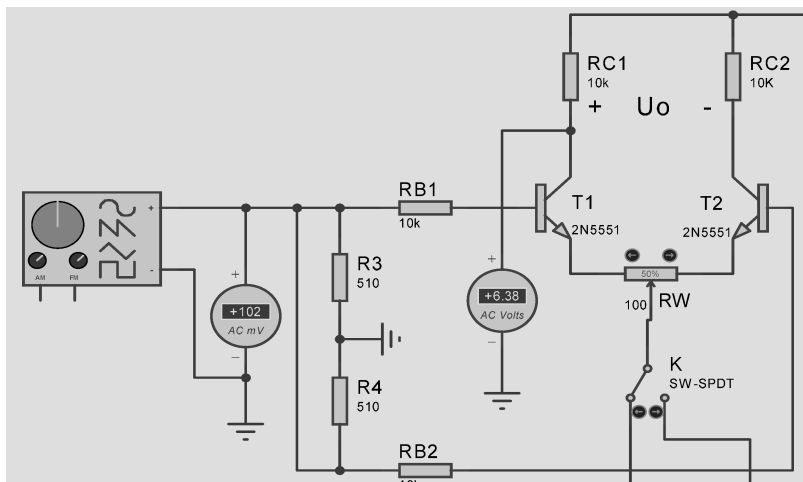 RC1
10k
RC2
10K
+ Uo -
RB1
10k
T1
2N5551
T2
2N5551
+
-
AM
FM
+
+102
AC mV
−
R3
510
+
+6.38
AC Volts
−
50%
100 RW
R4
510
K
SW-SPDT
RB2